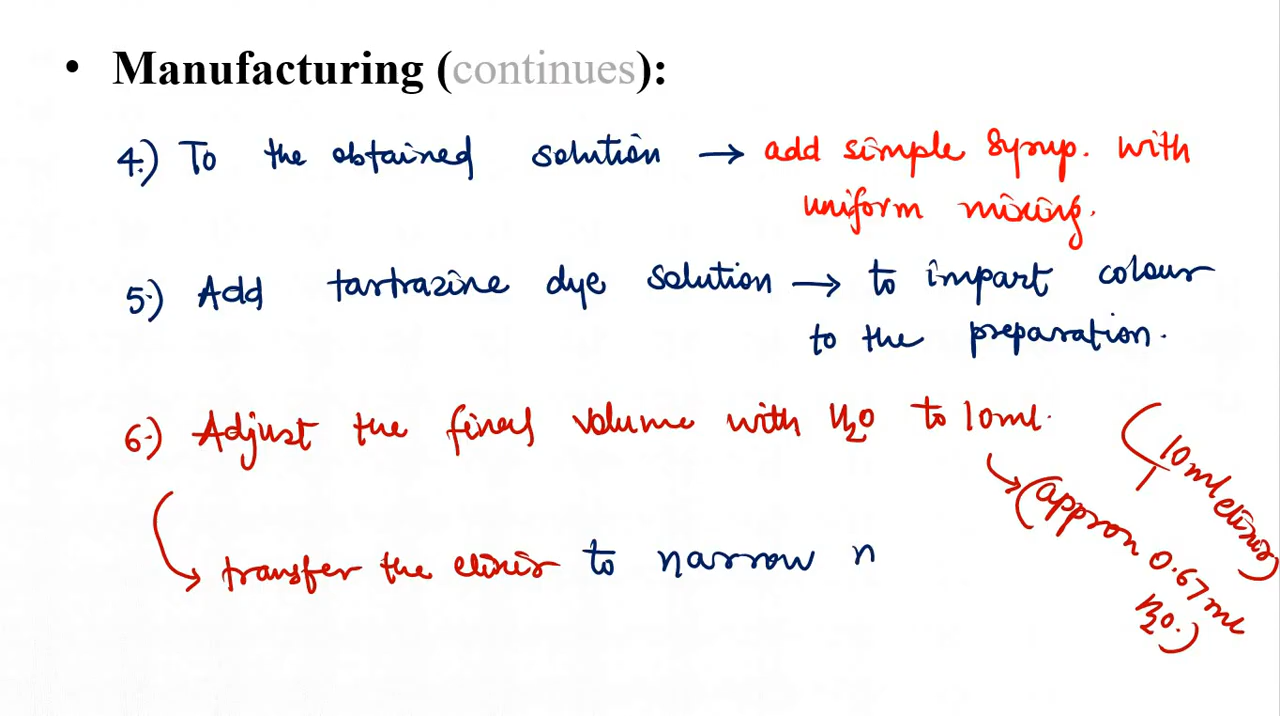 • Manufacturing (continues):
4.) To the obtained solution → add simple syrup. with
uniform mixing.
5.) Add tartrazine dye solution → to impart colour
to the preparation.
6.) Adjust the final volume with H2O to 10ml.
(10ml elixir)
(approx 0.67 ml
H2O.)
transfer the elixir to narrow n